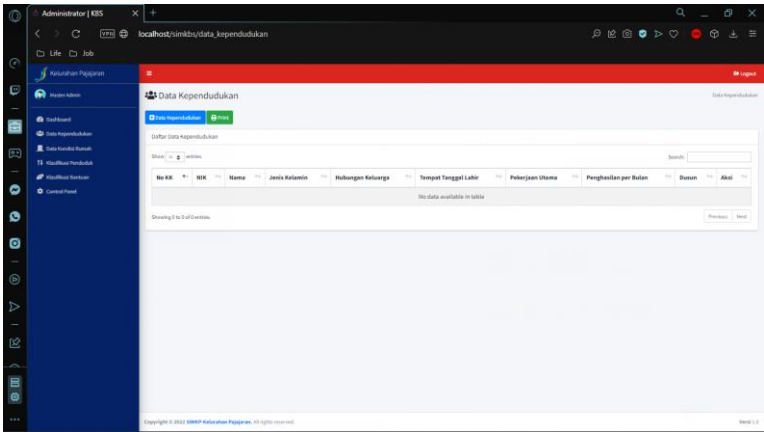 Administrator | KBS
VPN
localhost/simkbs/data_kependudukan
Life Job
Kelurahan Pajajaran
Logout
Master Admin
Data Kependudukan
Data Kependudukan
Dashboard
Data Kependudukan
Data Kondisi Rumah
Klasifikasi Penduduk
Klasifikasi Bantuan
Control Panel
Data Kependudukan Print
Daftar Data Kependudukan
Show entries
Search:
No KK NIK Nama Jenis Kelamin Hubungan Keluarga Tempat Tanggal Lahir Pekerjaan Utama Penghasilan per Bulan Dusun Aksi
No data available in table
Showing 0 to 0 of 0 entries
Previous Next
Copyright © 2022 SIMKP Kelurahan Pajajaran. All rights reserved.
Versi 1.0